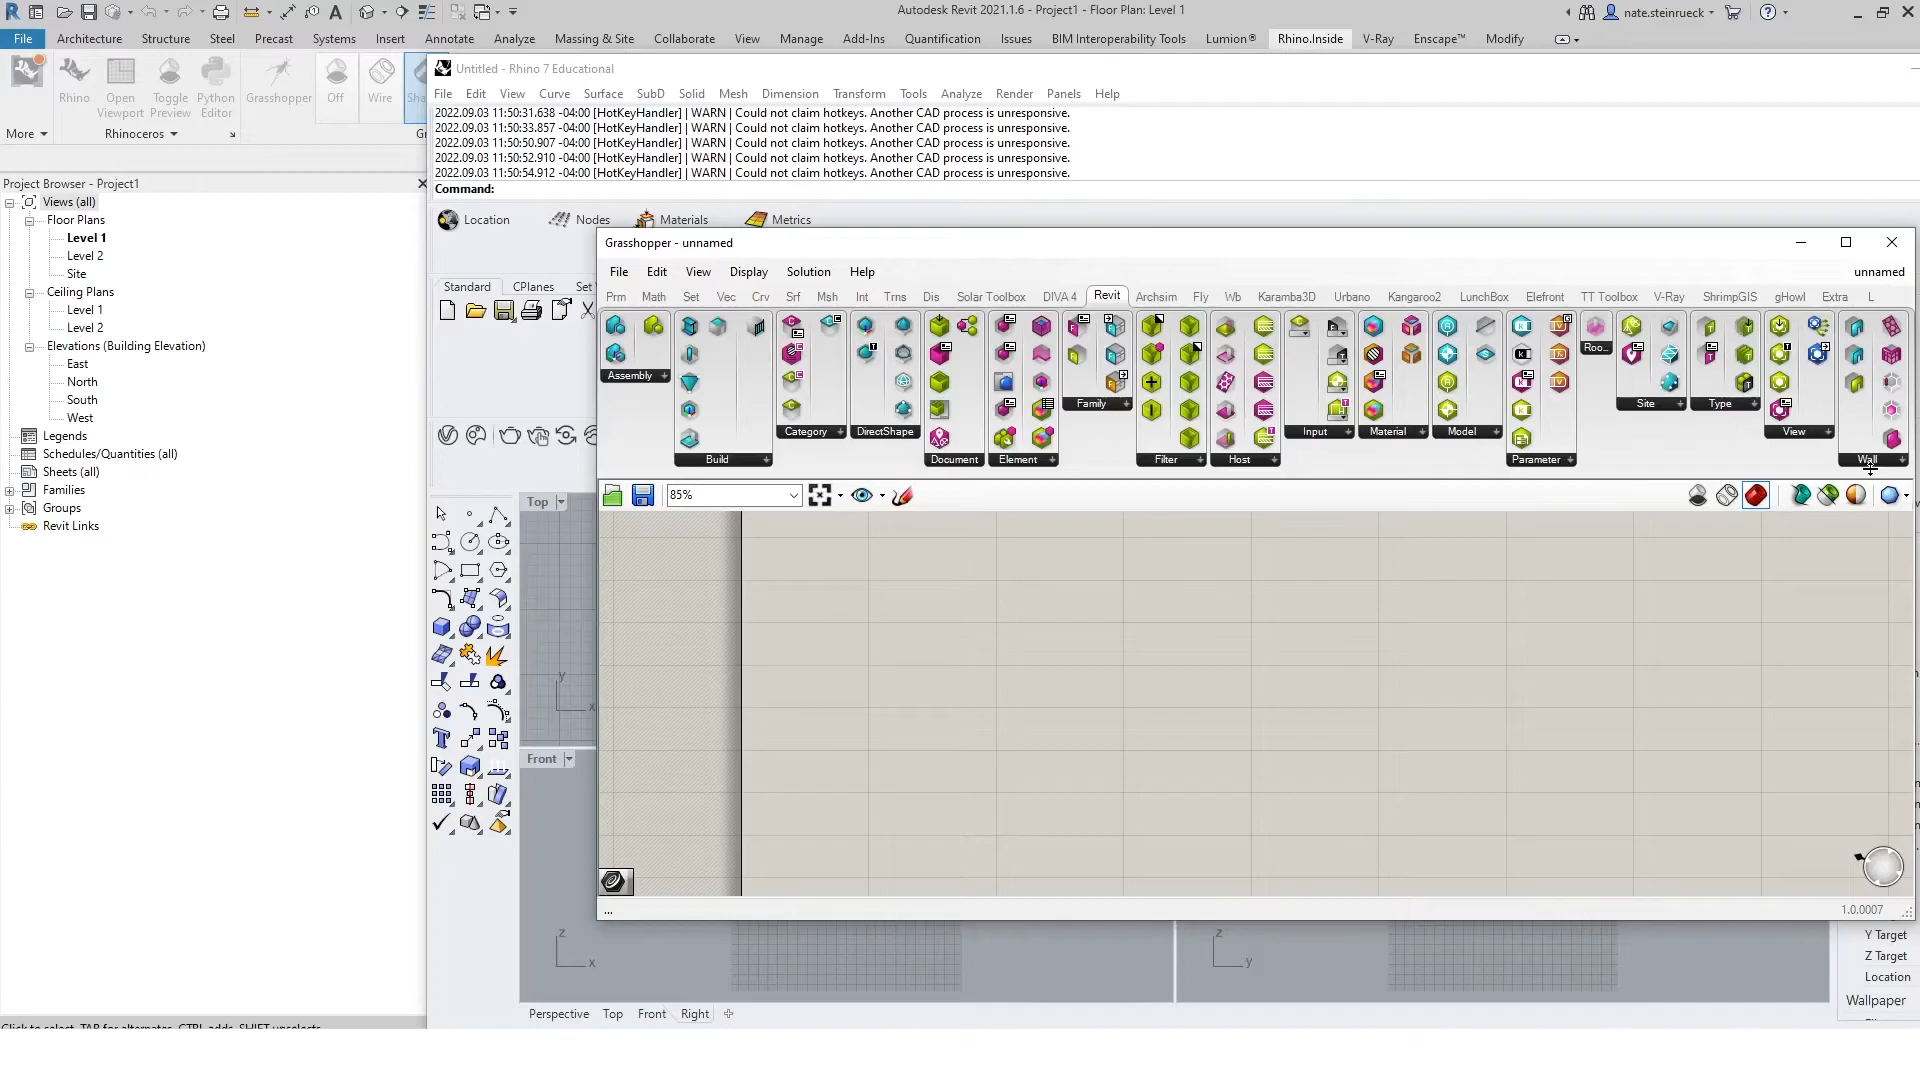 Autodesk Revit 2021.1.6 - Project1 - Floor Plan: Level 1
nate.steinrueck
File Architecture Structure Steel Precast Systems Insert Annotate Analyze Massing & Site Collaborate View Manage Add-Ins Quantification Issues BIM Interoperability Tools Lumion® Rhino.Inside V-Ray Enscape™ Modify
Rhino
Open Viewport
Toggle Preview
Python Editor
Grasshopper
Off
Wire
More
Rhinoceros
Project Browser - Project1
Views (all)
Floor Plans
Level 1
Level 2
Site
Ceiling Plans
Level 1
Level 2
Elevations (Building Elevation)
East
North
South
West
Legends
Schedules/Quantities (all)
Sheets (all)
Families
Groups
Revit Links
Untitled - Rhino 7 Educational
File Edit View Curve Surface SubD Solid Mesh Dimension Transform Tools Analyze Render Panels Help
2022.09.03 11:50:31.638 -04:00 [HotKeyHandler] | WARN | Could not claim hotkeys. Another CAD process is unresponsive.
2022.09.03 11:50:33.857 -04:00 [HotKeyHandler] | WARN | Could not claim hotkeys. Another CAD process is unresponsive.
2022.09.03 11:50:50.907 -04:00 [HotKeyHandler] | WARN | Could not claim hotkeys. Another CAD process is unresponsive.
2022.09.03 11:50:52.910 -04:00 [HotKeyHandler] | WARN | Could not claim hotkeys. Another CAD process is unresponsive.
2022.09.03 11:50:54.912 -04:00 [HotKeyHandler] | WARN | Could not claim hotkeys. Another CAD process is unresponsive.
Command:
Location Nodes Materials Metrics
Standard CPlanes Set
Grasshopper - unnamed
File Edit View Display Solution Help
unnamed
Prm Math Set Vec Crv Srf Msh Int Trns Dis Solar Toolbox DIVA 4 Revit Archsim Fly Wb Karamba3D Urbano Kangaroo2 LunchBox Elefront TT Toolbox V-Ray ShrimpGIS gHowl Extra L
Roo...
Assembly
Family Site Type
Category DirectShape Input Material Model View
Build Document Element Filter Host Parameter Wall
85%
Top
y
x
Front
z
x
z
y
...
1.0.0007
Y Target
Z Target
Location
Wallpaper
Perspective Top Front Right